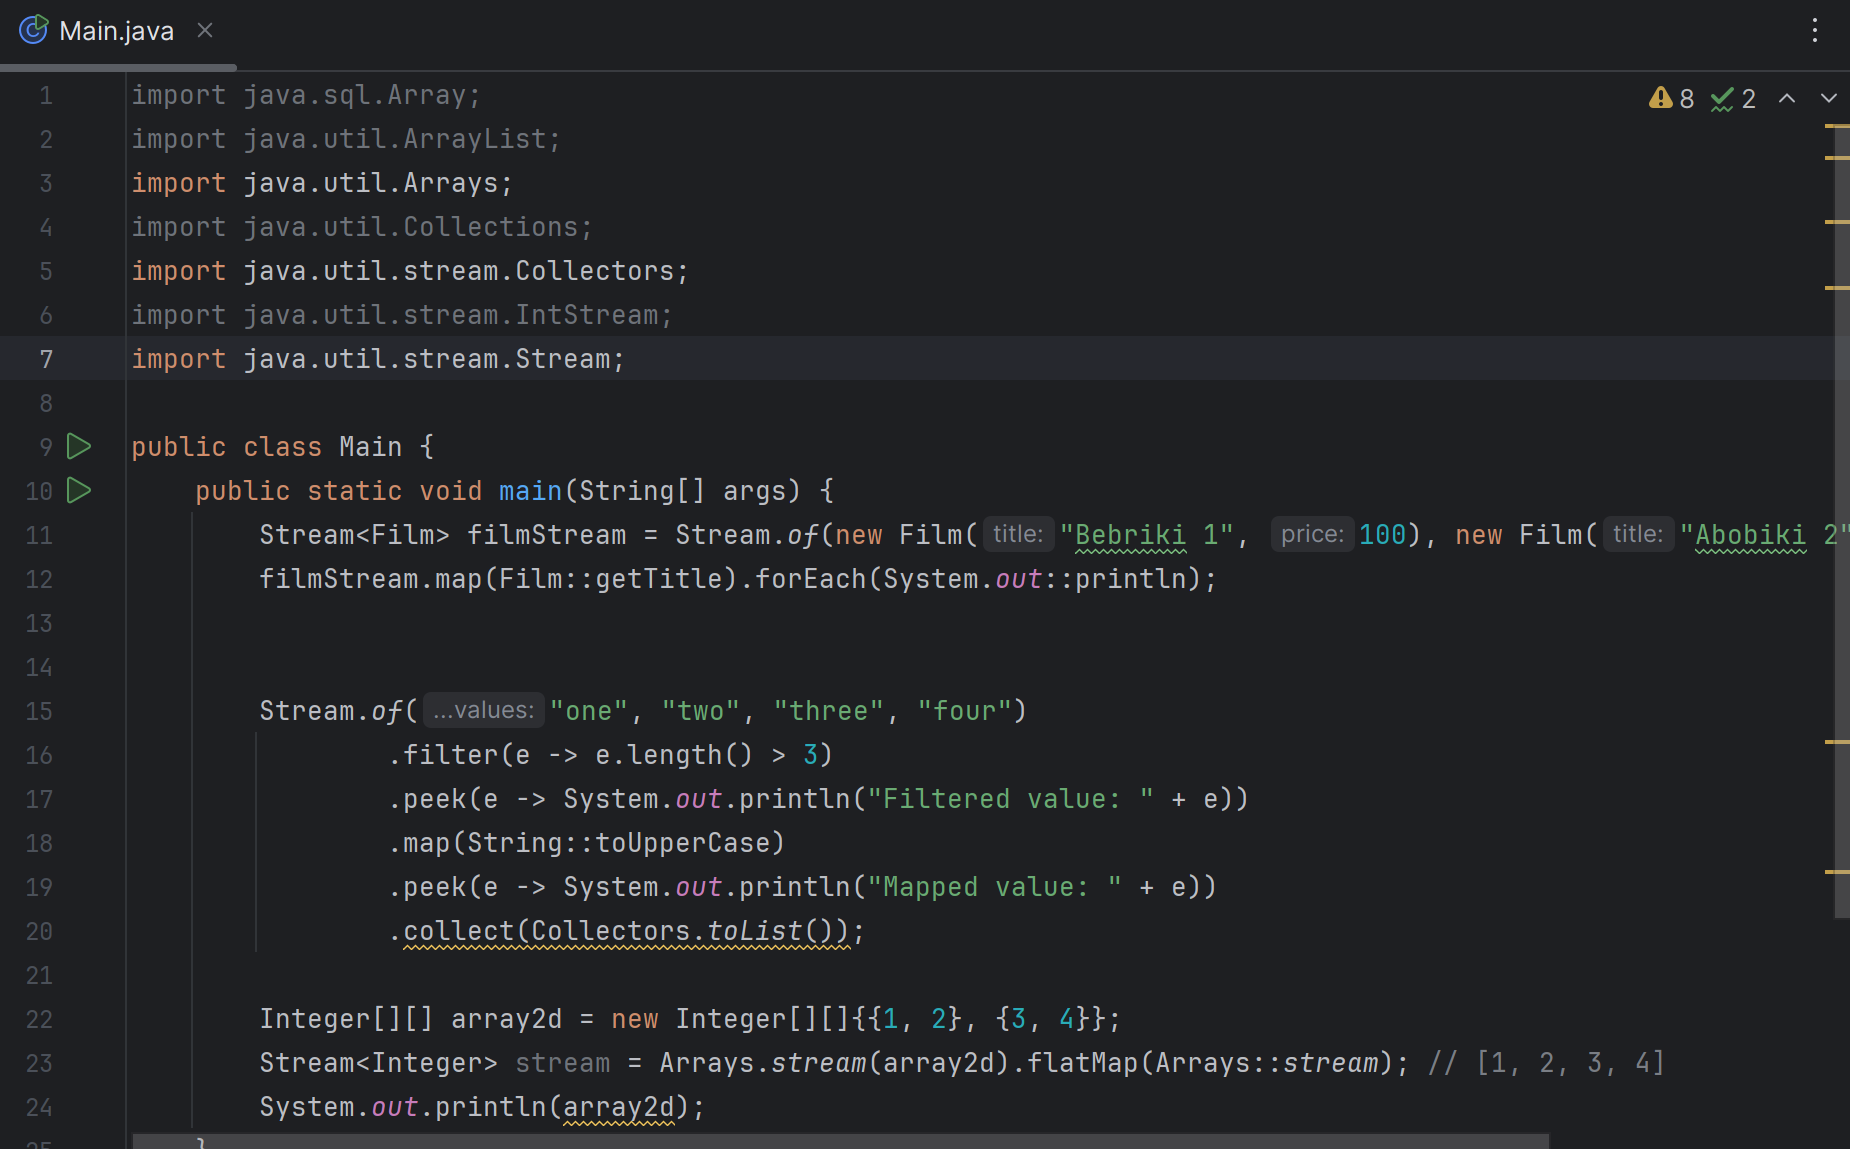 Main.java
8 2
1 import java.sql.Array;
2 import java.util.ArrayList;
3 import java.util.Arrays;
4 import java.util.Collections;
5 import java.util.stream.Collectors;
6 import java.util.stream.IntStream;
7 import java.util.stream.Stream;
8
9 public class Main {
10 public static void main(String[] args) {
11 Stream<Film> filmStream = Stream.of(new Film( title: "Bebriki 1", price: 100), new Film( title: "Abobiki 2"
12 filmStream.map(Film::getTitle).forEach(System.out::println);
13
14
15 Stream.of( ...values: "one", "two", "three", "four")
16 .filter(e -> e.length() > 3)
17 .peek(e -> System.out.println("Filtered value: " + e))
18 .map(String::toUpperCase)
19 .peek(e -> System.out.println("Mapped value: " + e))
20 .collect(Collectors.toList());
21
22 Integer[][] array2d = new Integer[][]{{1, 2}, {3, 4}};
23 Stream<Integer> stream = Arrays.stream(array2d).flatMap(Arrays::stream); // [1, 2, 3, 4]
24 System.out.println(array2d);
25 }